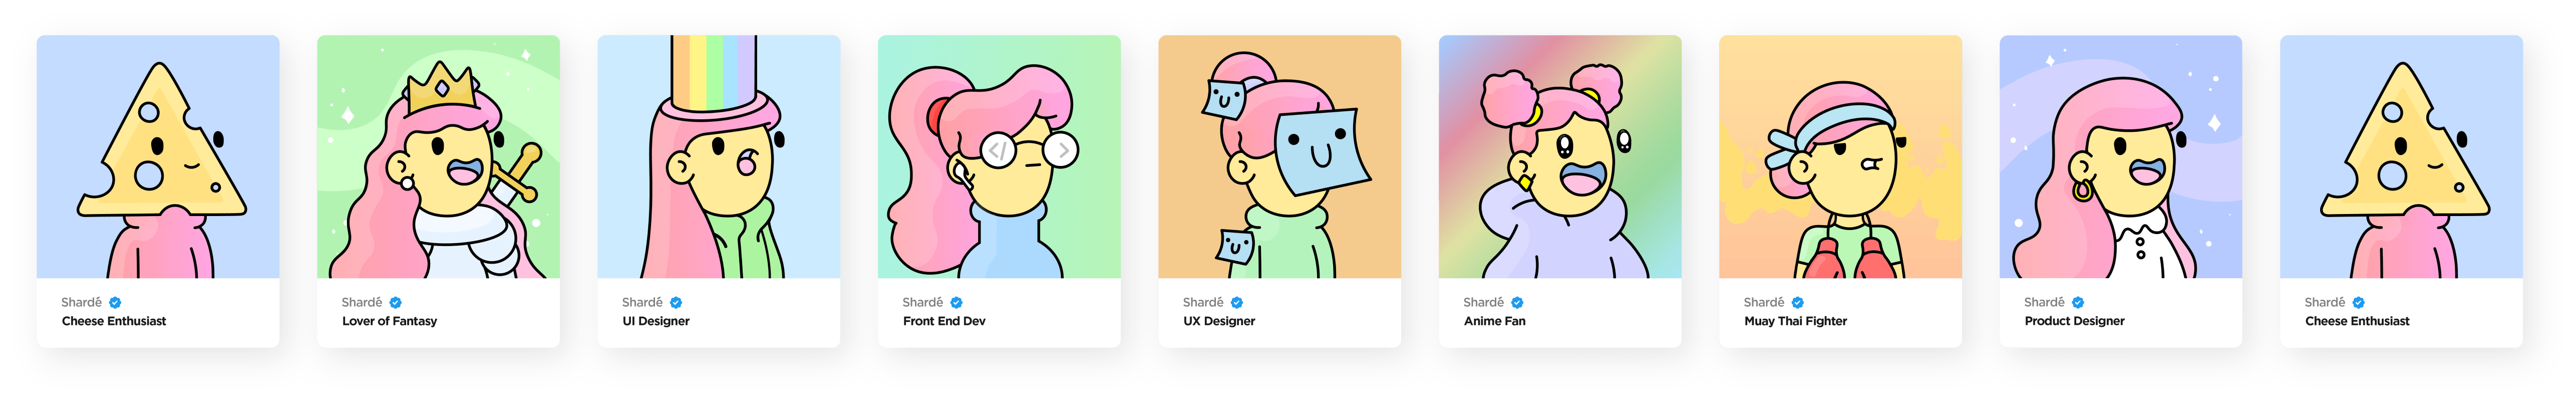 Shardé
Cheese Enthusiast
Shardé
Lover of Fantasy
Shardé
UI Designer
</>
Shardé
Front End Dev
Shardé
UX Designer
Shardé
Anime Fan
Shardé
Muay Thai Fighter
Shardé
Product Designer
Shardé
Cheese Enthusiast